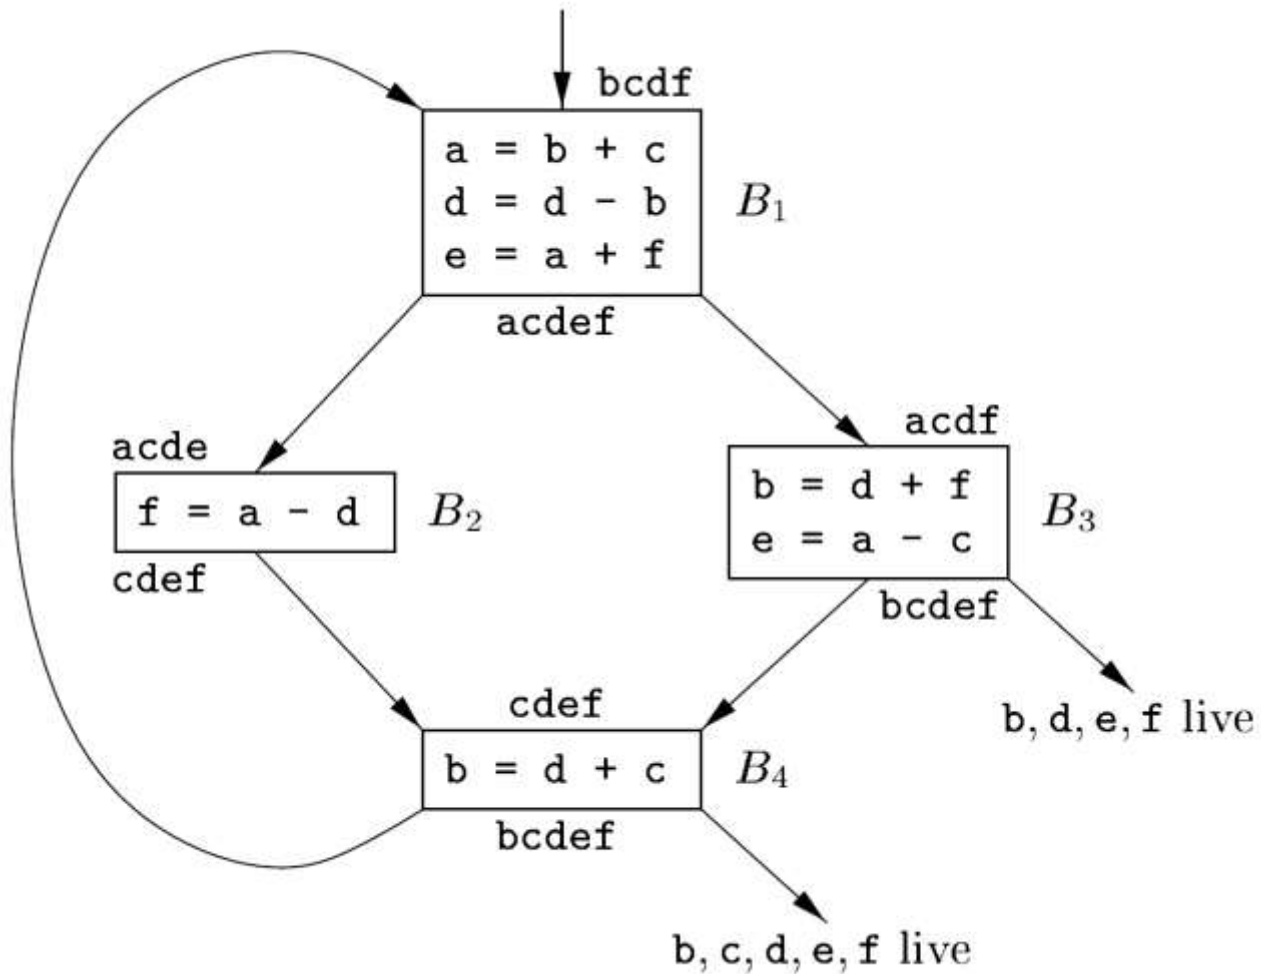 bcdf
a = b + c
d = d - b
e = a + f
B1
acdef
acde
f = a - d
B2
cdef
acdf
b = d + f
e = a - c
B3
bcdef
b, d, e, f live
cdef
b = d + c
B4
bcdef
b, c, d, e, f live